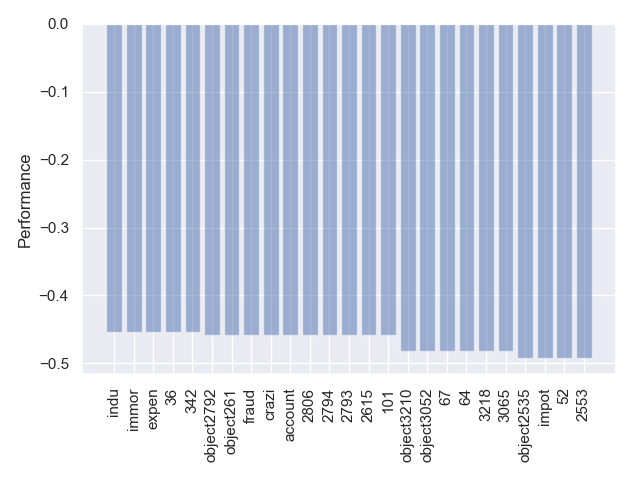 0.0
−0.1
−0.2
−0.3
−0.4
−0.5
Performance
indu
immor
expen
36
342
object2792
object261
fraud
crazi
account
2806
2794
2793
2615
101
object3210
object3052
67
64
3218
3065
object2535
impot
52
2553